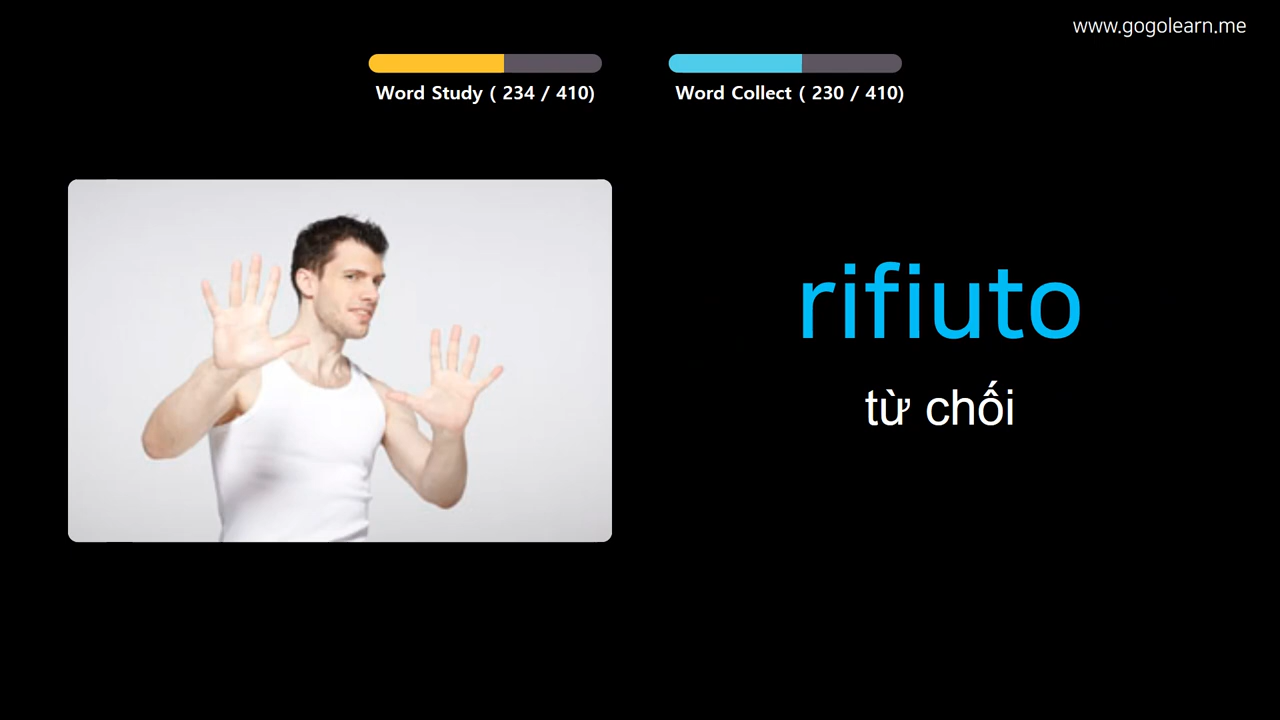 www.gogolearn.me
Word Study ( 234 / 410)
Word Collect ( 230 / 410)
rifiuto
từ chối